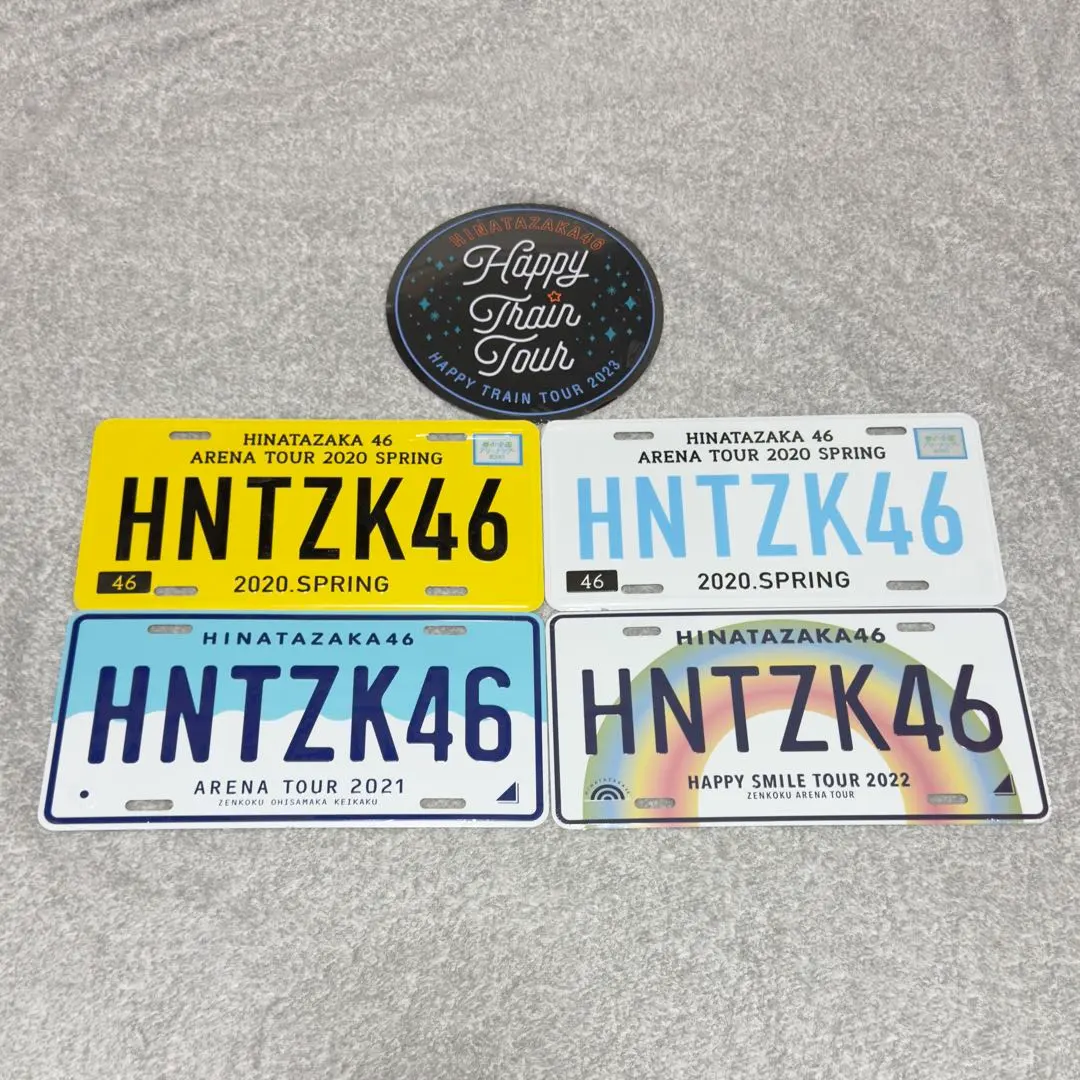 HINATAZAKA46
Happy
Train
Tour
HAPPY TRAIN TOUR 2023
HINATAZAKA 46
ARENA TOUR 2020 SPRING
HNTZK46
46
2020.SPRING
HINATAZAKA 46
ARENA TOUR 2020 SPRING
HNTZK46
46
2020.SPRING
HINATAZAKA46
HNTZK46
ARENA TOUR 2021
ZENKOKU OHISAMAKA KEIKAKU
HINATAZAKA46
HNTZK46
HAPPY SMILE TOUR 2022
ZENKOKU ARENA TOUR